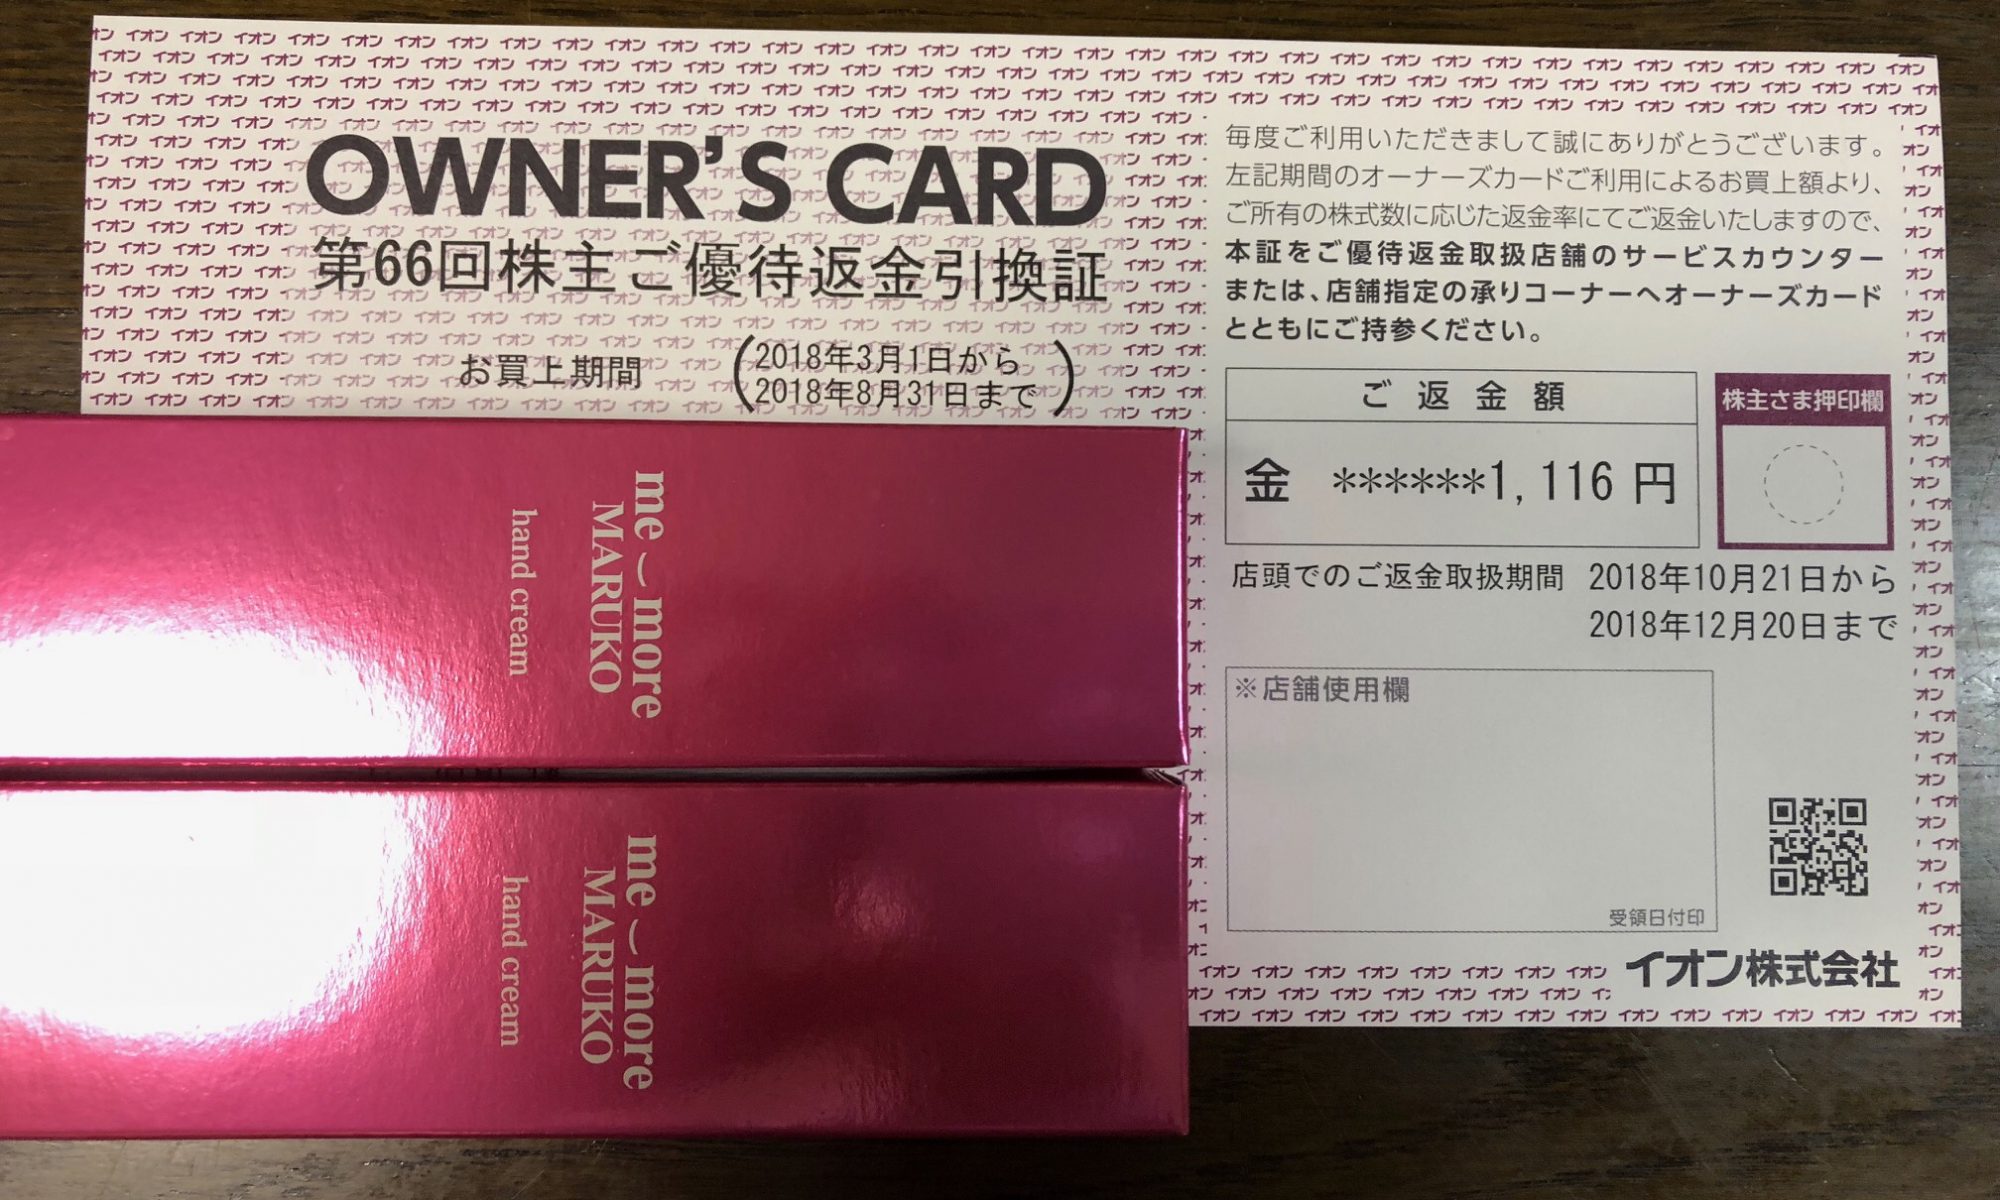 OWNER'S CARD
第66回株主ご優待返金引換証
お買上期間
(2018年3月1日から
2018年8月31日まで)
毎度ご利用いただきまして誠にありがとうございます。
左記期間のオーナーズカードご利用によるお買上額より、
ご所有の株式数に応じた返金率にてご返金いたしますので、
本証をご優待返金取扱店舗のサービスカウンター
または、店舗指定の承りコーナーへオーナーズカード
とともにご持参ください。
ご返金額
金 ******1,116 円
株主さま押印欄
店頭でのご返金取扱期間 2018年10月21日から
2018年12月20日まで
※店舗使用欄
受領日付印
イオン株式会社
me~more
MARUKO
hand cream
me~more
MARUKO
hand cream